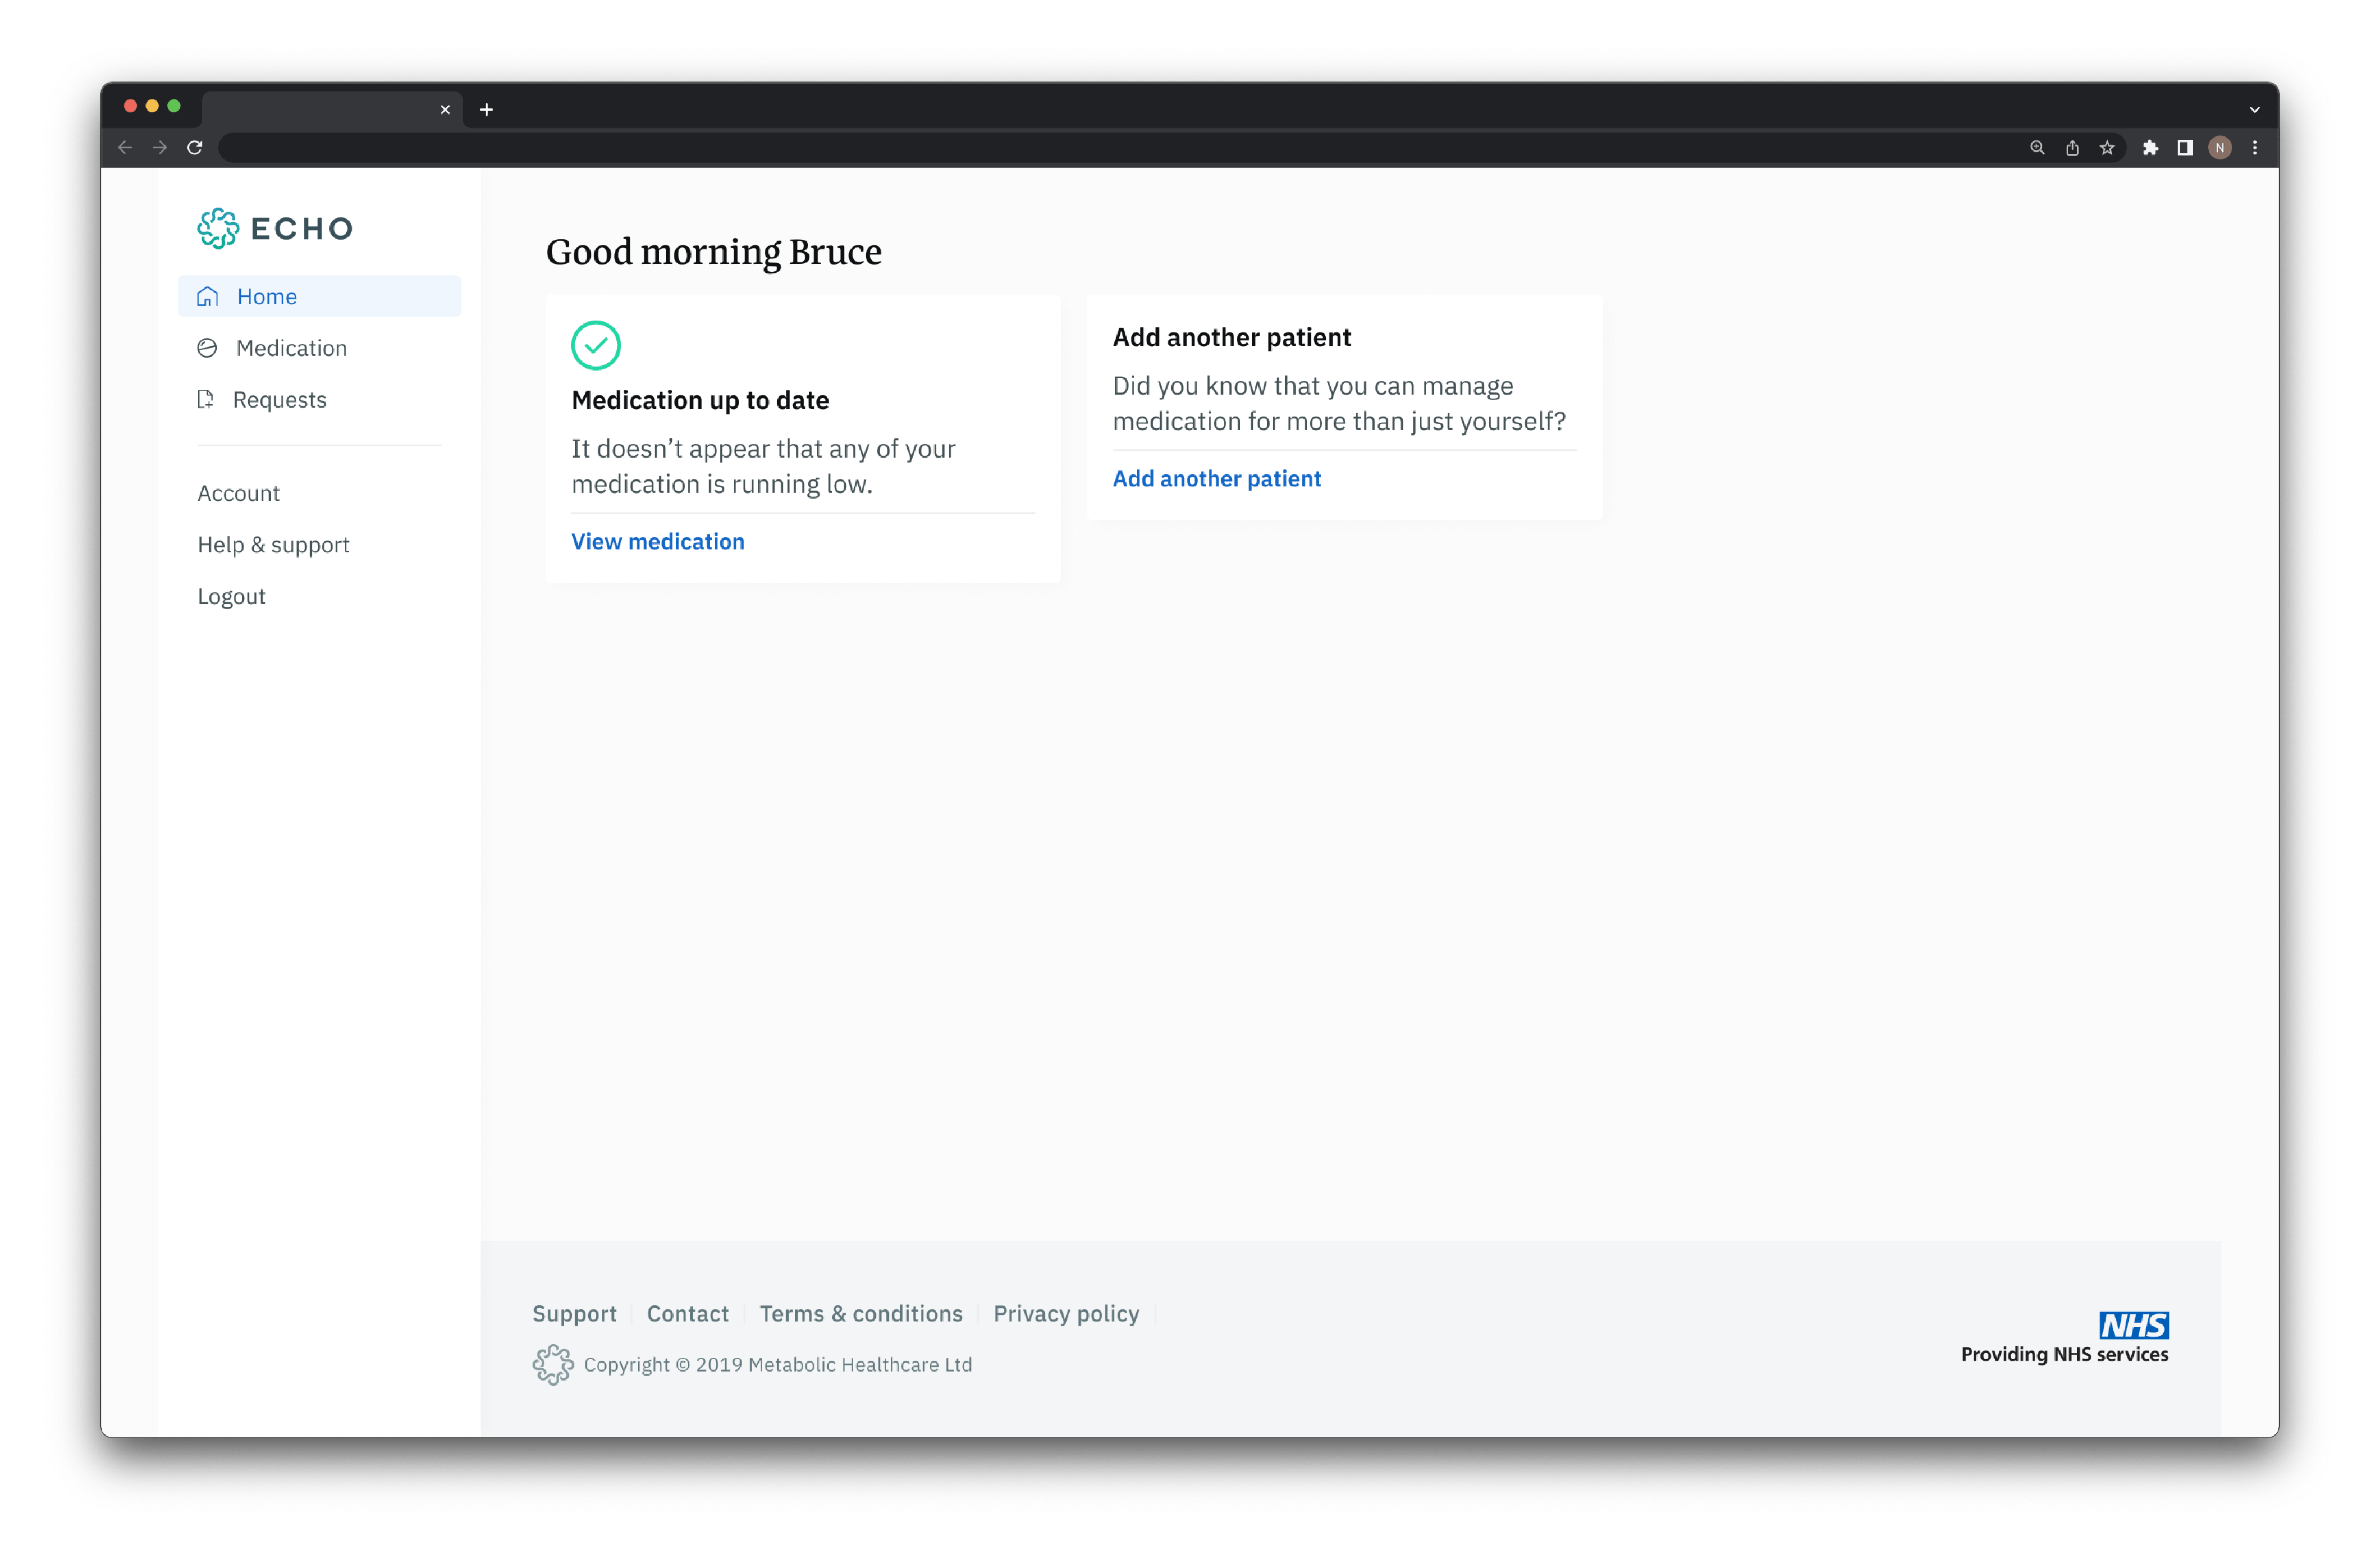 N
ECHO
Home
Medication
Requests
Account
Help & support
Logout
Good morning Bruce
Medication up to date
It doesn’t appear that any of your
medication is running low.
View medication
Add another patient
Did you know that you can manage
medication for more than just yourself?
Add another patient
Support
Contact
Terms & conditions
Privacy policy
Copyright © 2019 Metabolic Healthcare Ltd
NHS
Providing NHS services